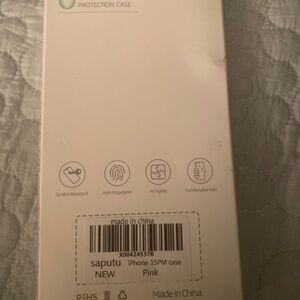 PROTECTION CASE
Scratch Resistant
Anti-Fingerprint
Fit Tightly
Comfortable Feel
made in china
X004245370
saputu iPhone 15PM case
NEW Pink
RoHS
Made in China